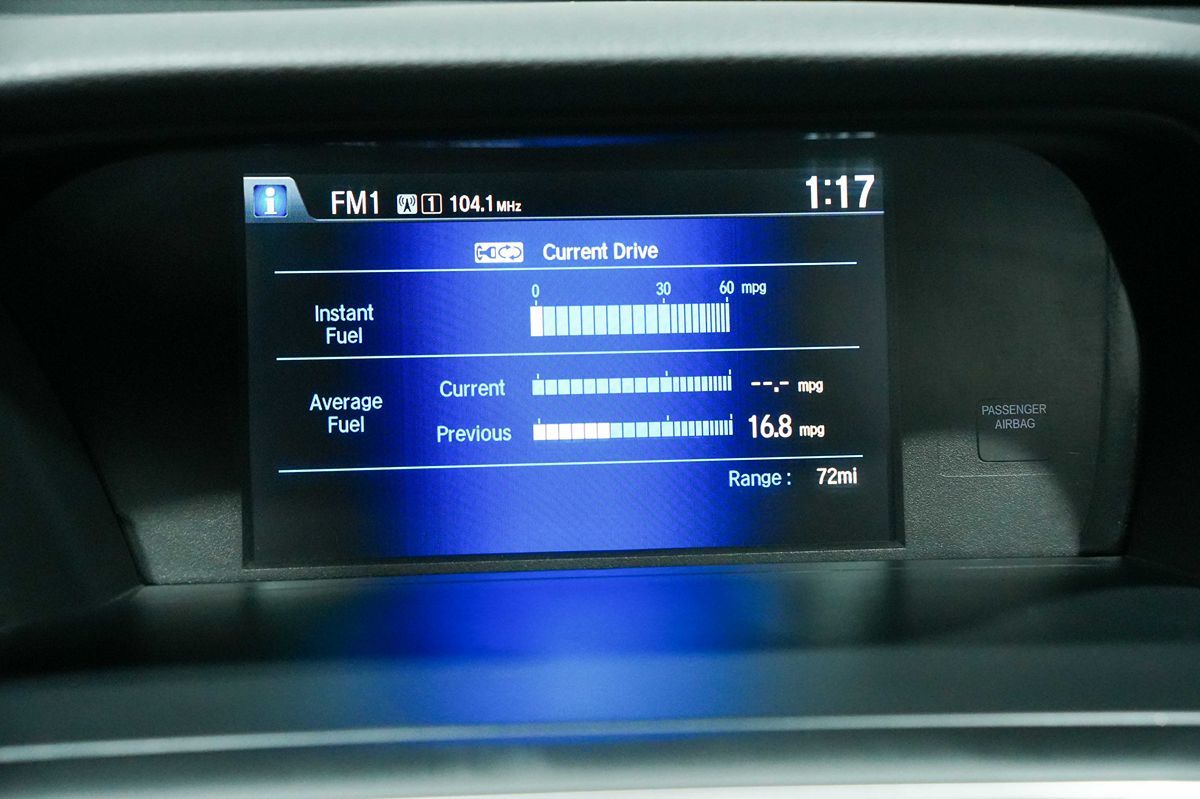 i FM1 1 104.1 MHz 1:17
Current Drive
0 30 60 mpg
Instant
Fuel
Average
Fuel
Current --.- mpg
Previous 16.8 mpg
Range : 72mi
PASSENGER
AIRBAG